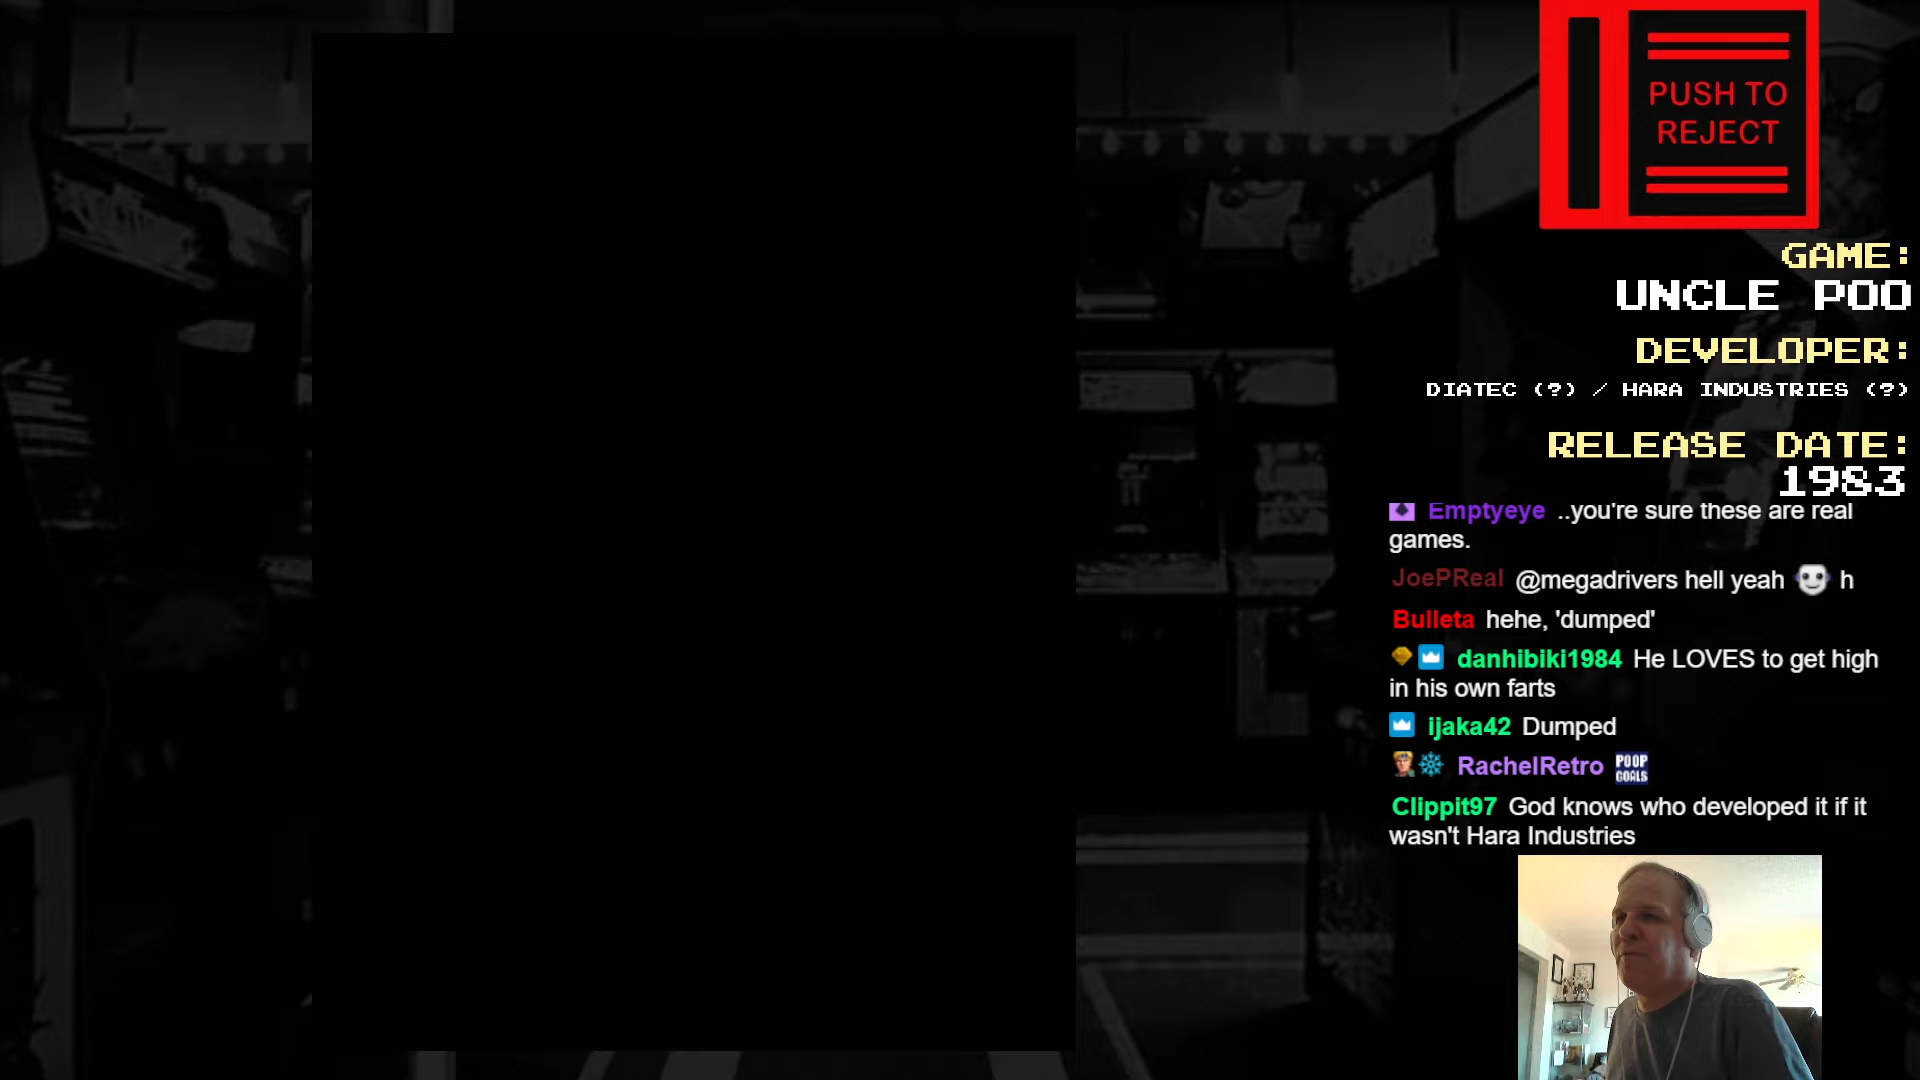 PUSH TO
REJECT
GAME:
UNCLE POO
DEVELOPER:
DIATEC (?) / HARA INDUSTRIES (?)
RELEASE DATE:
1983
Emptyeye ..you're sure these are real
games.
JoePReal @megadrivers hell yeah h
Bulleta hehe, 'dumped'
danhibiki1984 He LOVES to get high
in his own farts
ijaka42 Dumped
RachelRetro POOP
GOALS
Clippit97 God knows who developed it if it
wasn't Hara Industries